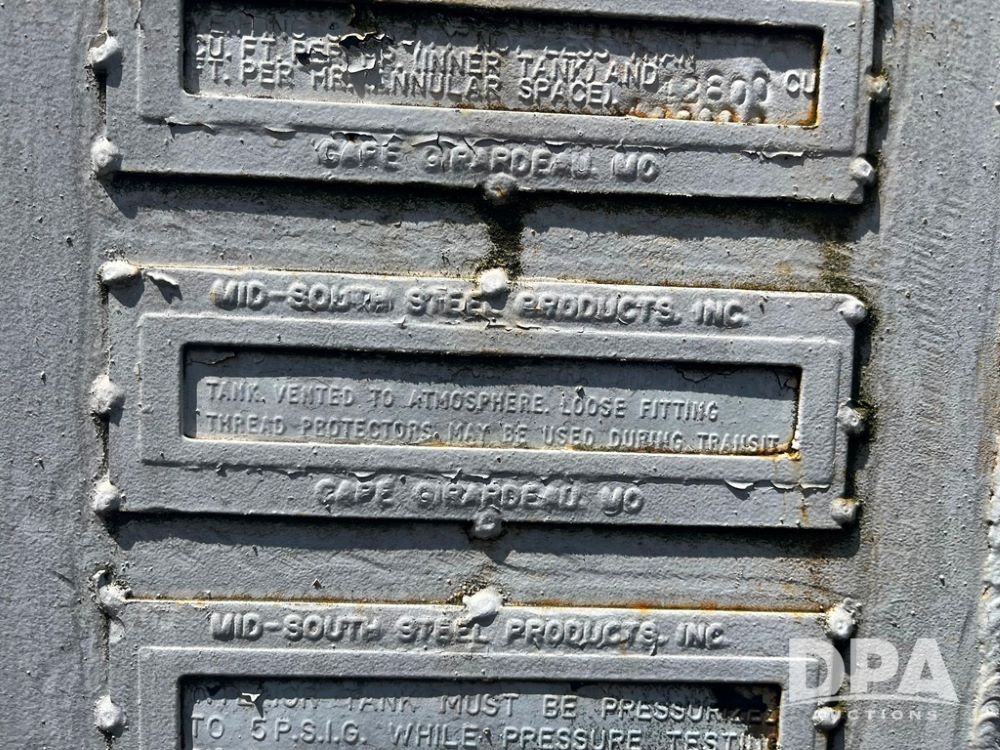 CU. FT. PER HR. (INNER TANK) AND
FT. PER HR. ANNULAR SPACE). 43600 CU
CAPE GIRARDEAU, MO
MID-SOUTH STEEL PRODUCTS, INC.
TANK VENTED TO ATMOSPHERE. LOOSE FITTING
THREAD PROTECTORS MAY BE USED DURING TRANSIT
CAPE GIRARDEAU, MO
MID-SOUTH STEEL PRODUCTS, INC.
TANK MUST BE PRESSURIZED
TO 5 P.S.I.G. WHILE PRESSURE TESTING
DPA
AUCTIONS